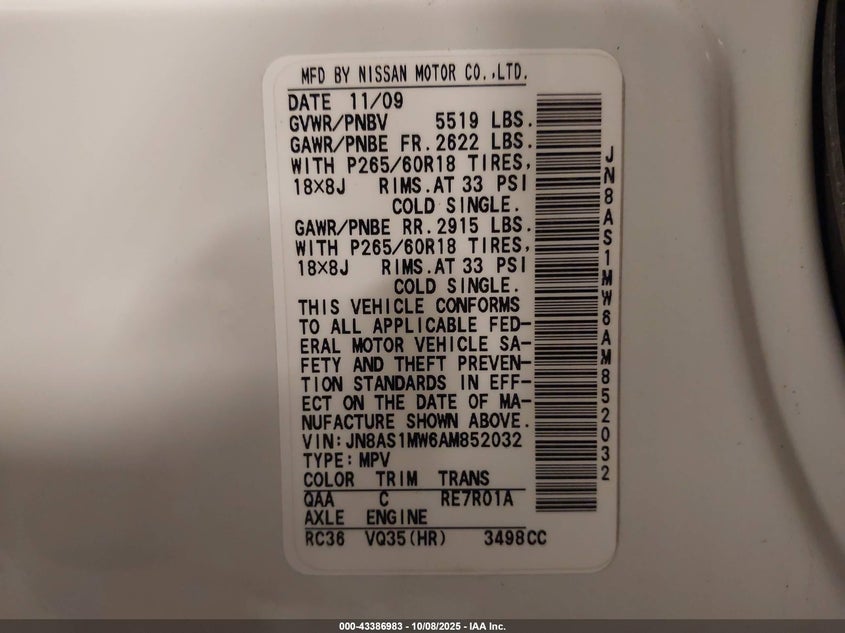 MFD BY NISSAN MOTOR CO.,LTD.
DATE 11/09
GVWR/PNBV 5519 LBS.
GAWR/PNBE FR.2622 LBS.
WITH P265/60R18 TIRES,
18×8J RIMS.AT 33 PSI
COLD SINGLE.
GAWR/PNBE RR.2915 LBS.
WITH P265/60R18 TIRES,
18×8J RIMS.AT 33 PSI
COLD SINGLE.
THIS VEHICLE CONFORMS
TO ALL APPLICABLE FED-
ERAL MOTOR VEHICLE SA-
FETY AND THEFT PREVEN-
TION STANDARDS IN EFF-
ECT ON THE DATE OF MA-
NUFACTURE SHOWN ABOVE.
VIN:JN8AS1MW6AM852032
TYPE:MPV
COLOR TRIM TRANS
QAA C RE7R01A
AXLE ENGINE
RC36 VQ35(HR) 3498CC
JN8AS1MW6AM852032
000-43386983 - 10/08/2025 - IAA Inc.